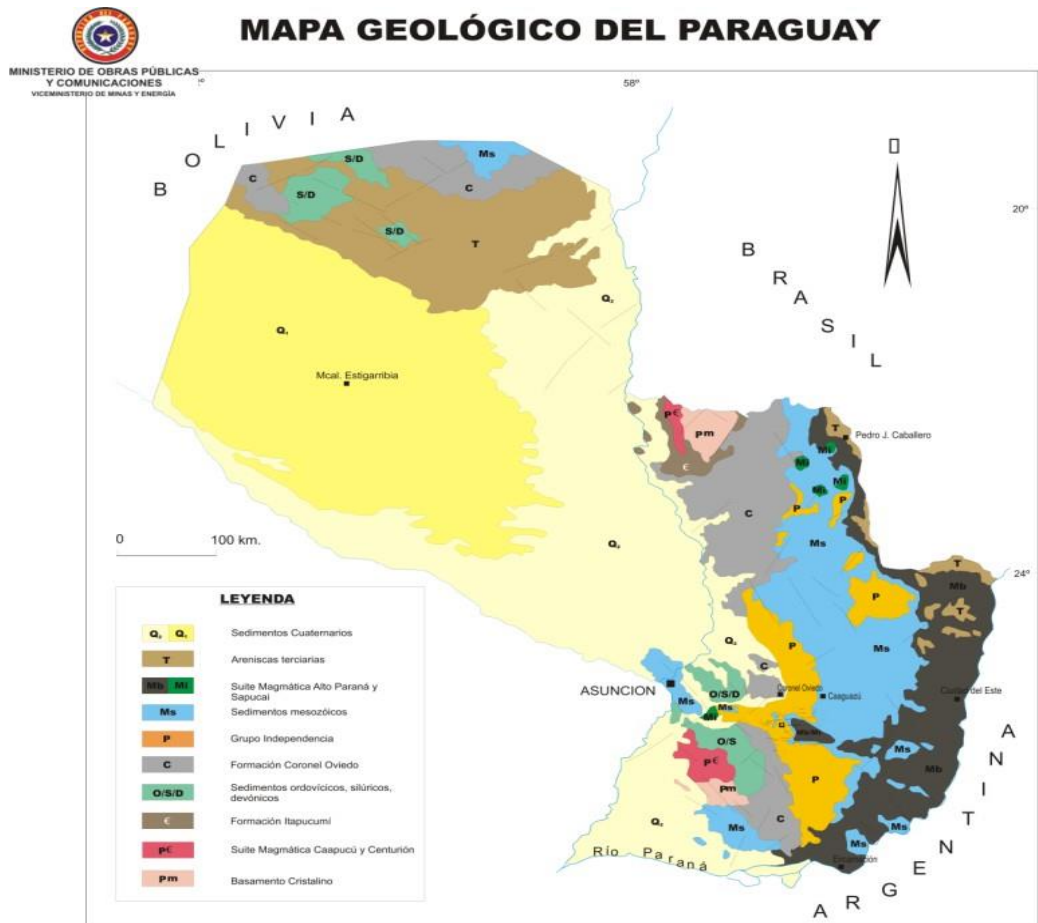 MAPA GEOLÓGICO DEL PARAGUAY
MINISTERIO DE OBRAS PÚBLICAS
Y COMUNICACIONES
VICEMINISTERIO DE MINAS Y ENERGÍA
58º
BOLIVIA
S/D
Ms
C
C
S/D
20º
S/D
T
BRASIL
Q₂
Q₁
Mcal. Estigarribia
P€
Pm
T
Pedro J. Caballero
Mi
Mi
€
Mi
Mi
P
P
C
0 100 km.
Q₂
Ms
24º
T
Mb
P
T
LEYENDA
Q₂ Q₁ Sedimentos Cuaternarios
T Areniscas terciarias
Mb Mi Suite Magmática Alto Paraná y
Sapucai
Ms Sedimentos mesozóicos
P Grupo Independencia
C Formación Coronel Oviedo
O/S/D Sedimentos ordovícicos, silúricos,
devónicos
€ Formación Itapucumí
P€ Suite Magmática Caapucú y Centurión
Pm Basamento Cristalino
Q₂
P
Ms
C
ASUNCION
O/S/D
Coronel Oviedo
Caaguazú
Ciudad del Este
Ms
Ms
Mi
O/S
P€
P
Ms
Mb
Pm
C
Q₂
Ms
Ms
Ms
Río Paraná
Encarnación
ARGENTINA